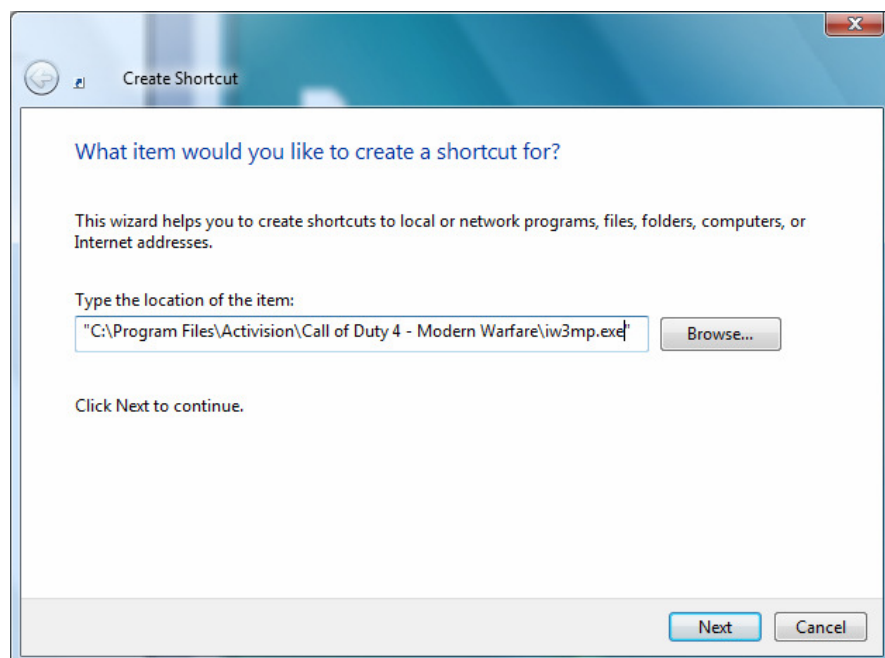 Create Shortcut
What item would you like to create a shortcut for?
This wizard helps you to create shortcuts to local or network programs, files, folders, computers, or
Internet addresses.
Type the location of the item:
"C:\Program Files\Activision\Call of Duty 4 - Modern Warfare\iw3mp.exe"
Browse...
Click Next to continue.
Next
Cancel